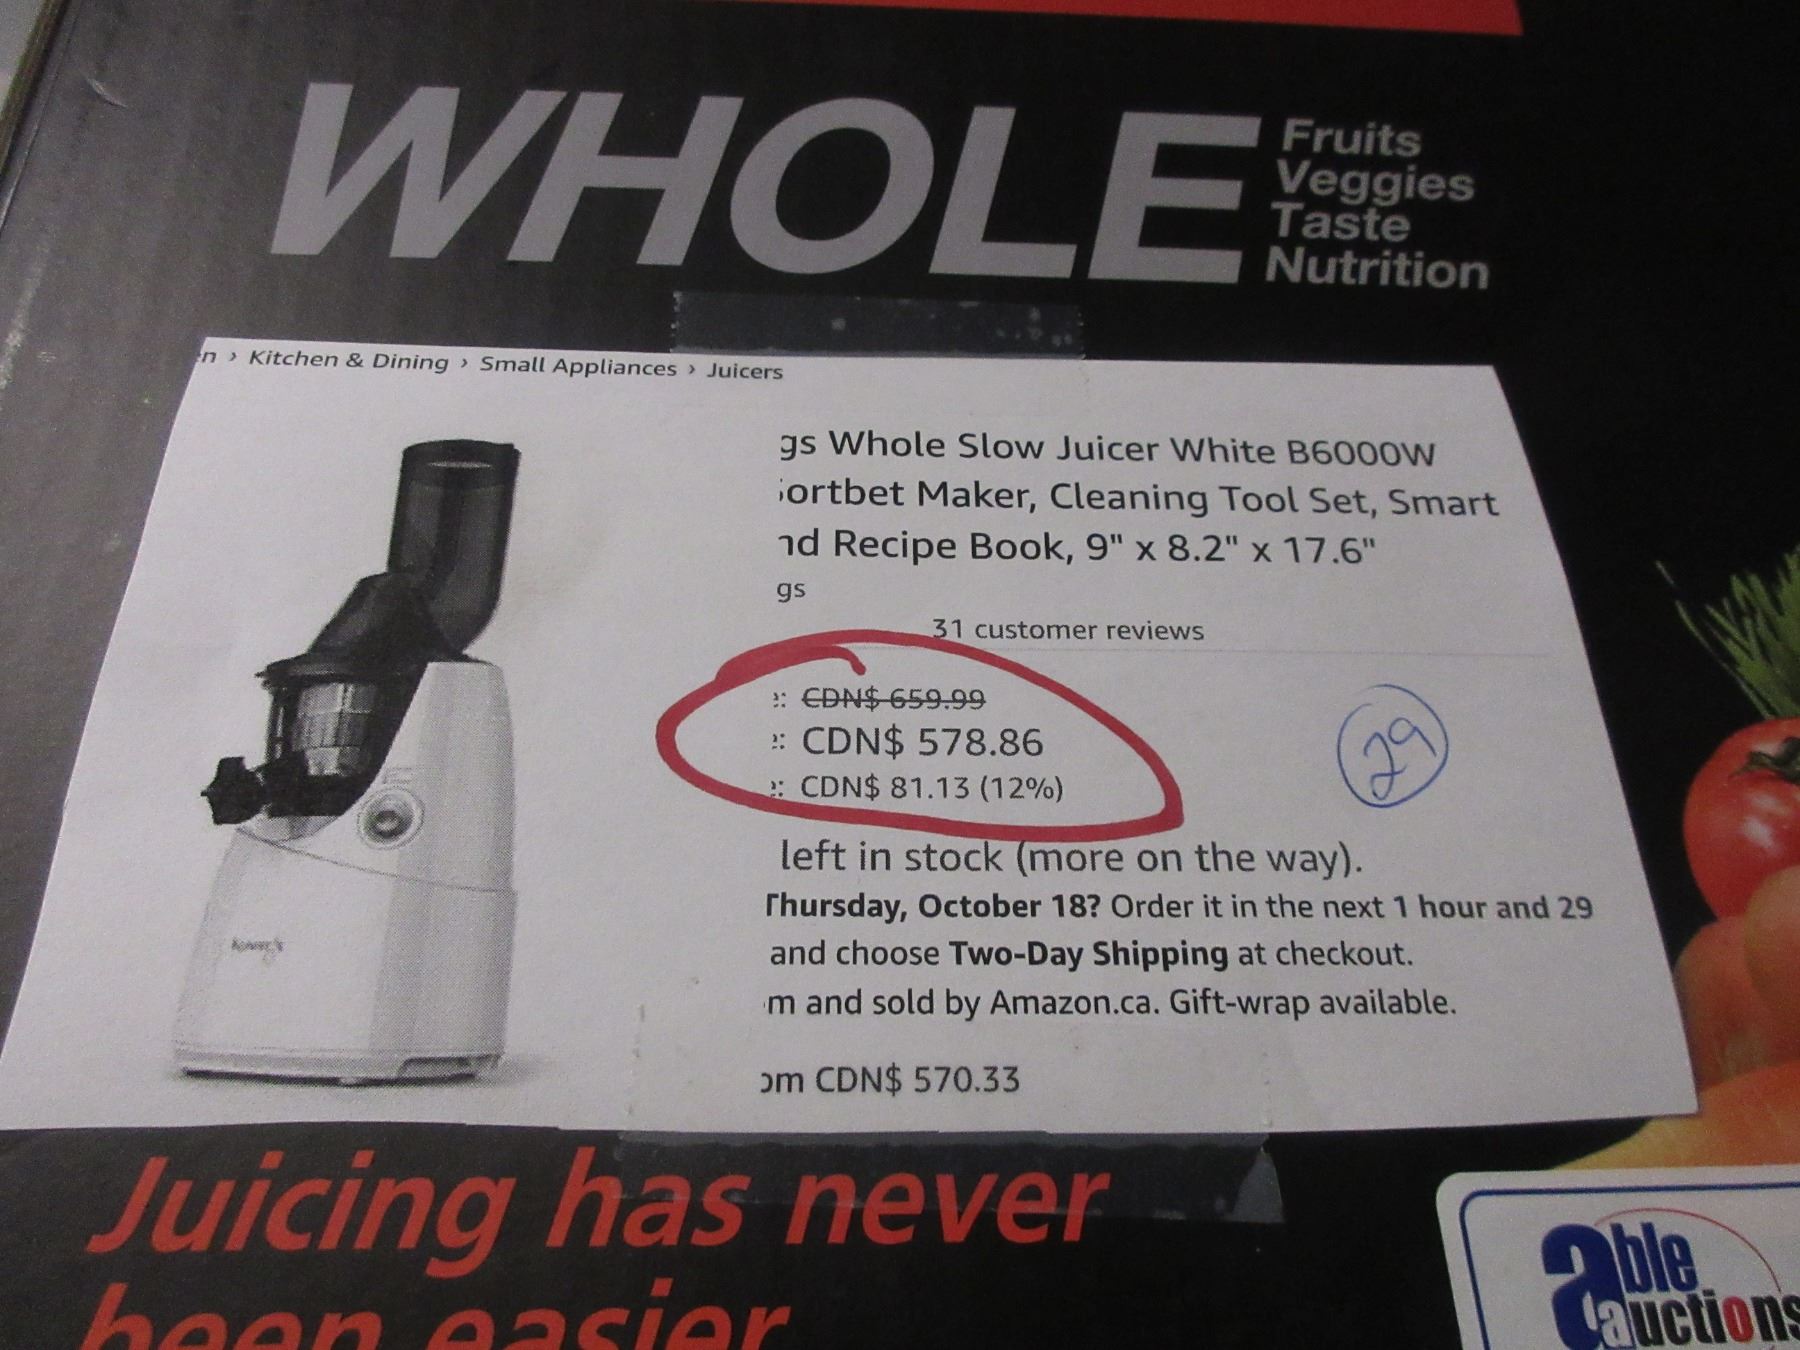 WHOLE
Fruits
Veggies
Taste
Nutrition
en › Kitchen & Dining › Small Appliances › Juicers
gs Whole Slow Juicer White B6000W
ortbet Maker, Cleaning Tool Set, Smart
nd Recipe Book, 9" x 8.2" x 17.6"
gs
31 customer reviews
e: CDN$ 659.99
e: CDN$ 578.86
e: CDN$ 81.13 (12%)
29
left in stock (more on the way).
Thursday, October 18? Order it in the next 1 hour and 29
and choose Two-Day Shipping at checkout.
m and sold by Amazon.ca. Gift-wrap available.
om CDN$ 570.33
Juicing has never
been easier
able
auctions